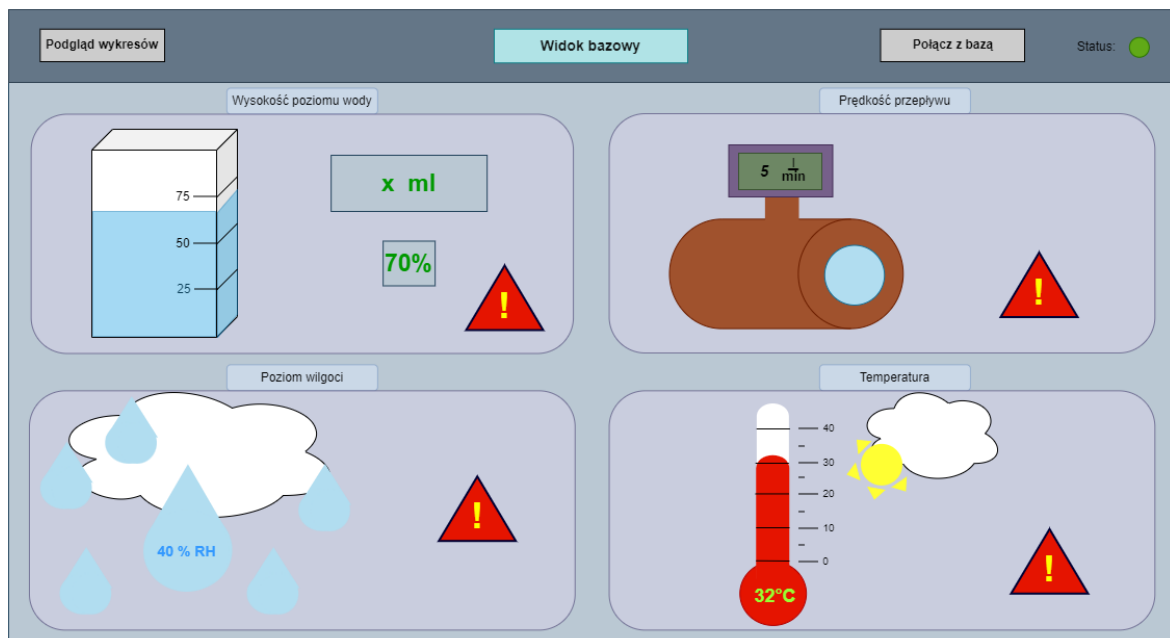 Podgląd wykresów
Widok bazowy
Połącz z bazą
Status:
Wysokość poziomu wody
Prędkość przepływu
75
50
25
x ml
70%
!
5 l
min
!
Poziom wilgoci
Temperatura
40 % RH
!
40
30
20
10
0
32°C
!